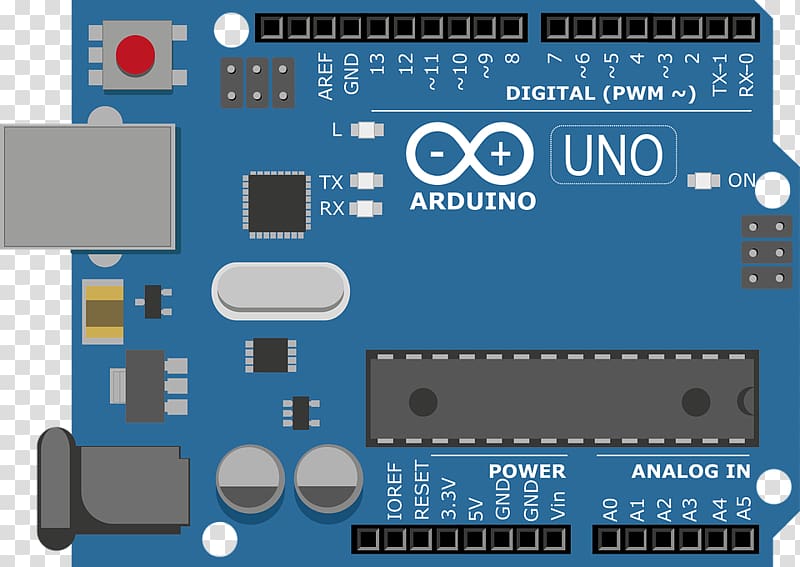 AREF GND 13 12 ~11 ~10 ~9 8 7 ~6 ~5 4 ~3 2 TX-1 RX-0
DIGITAL (PWM ~)
L
- +
UNO
TX
ON
RX
ARDUINO
POWER
ANALOG IN
IOREF RESET 3.3V 5V GND GND Vin A0 A1 A2 A3 A4 A5